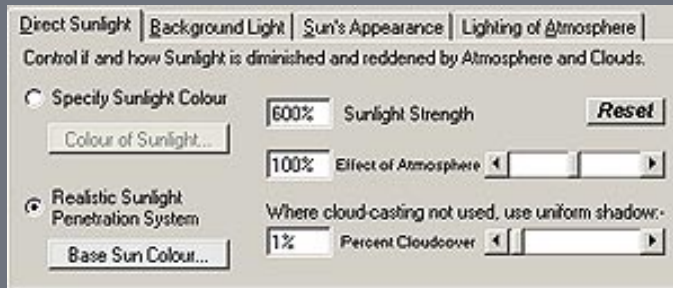 Direct Sunlight Background Light Sun's Appearance Lighting of Atmosphere
Control if and how Sunlight is diminished and reddened by Atmosphere and Clouds.
Specify Sunlight Colour
Colour of Sunlight...
600% Sunlight Strength Reset
100% Effect of Atmosphere
Realistic Sunlight
Penetration System
Base Sun Colour...
Where cloud-casting not used, use uniform shadow:-
1% Percent Cloudcover